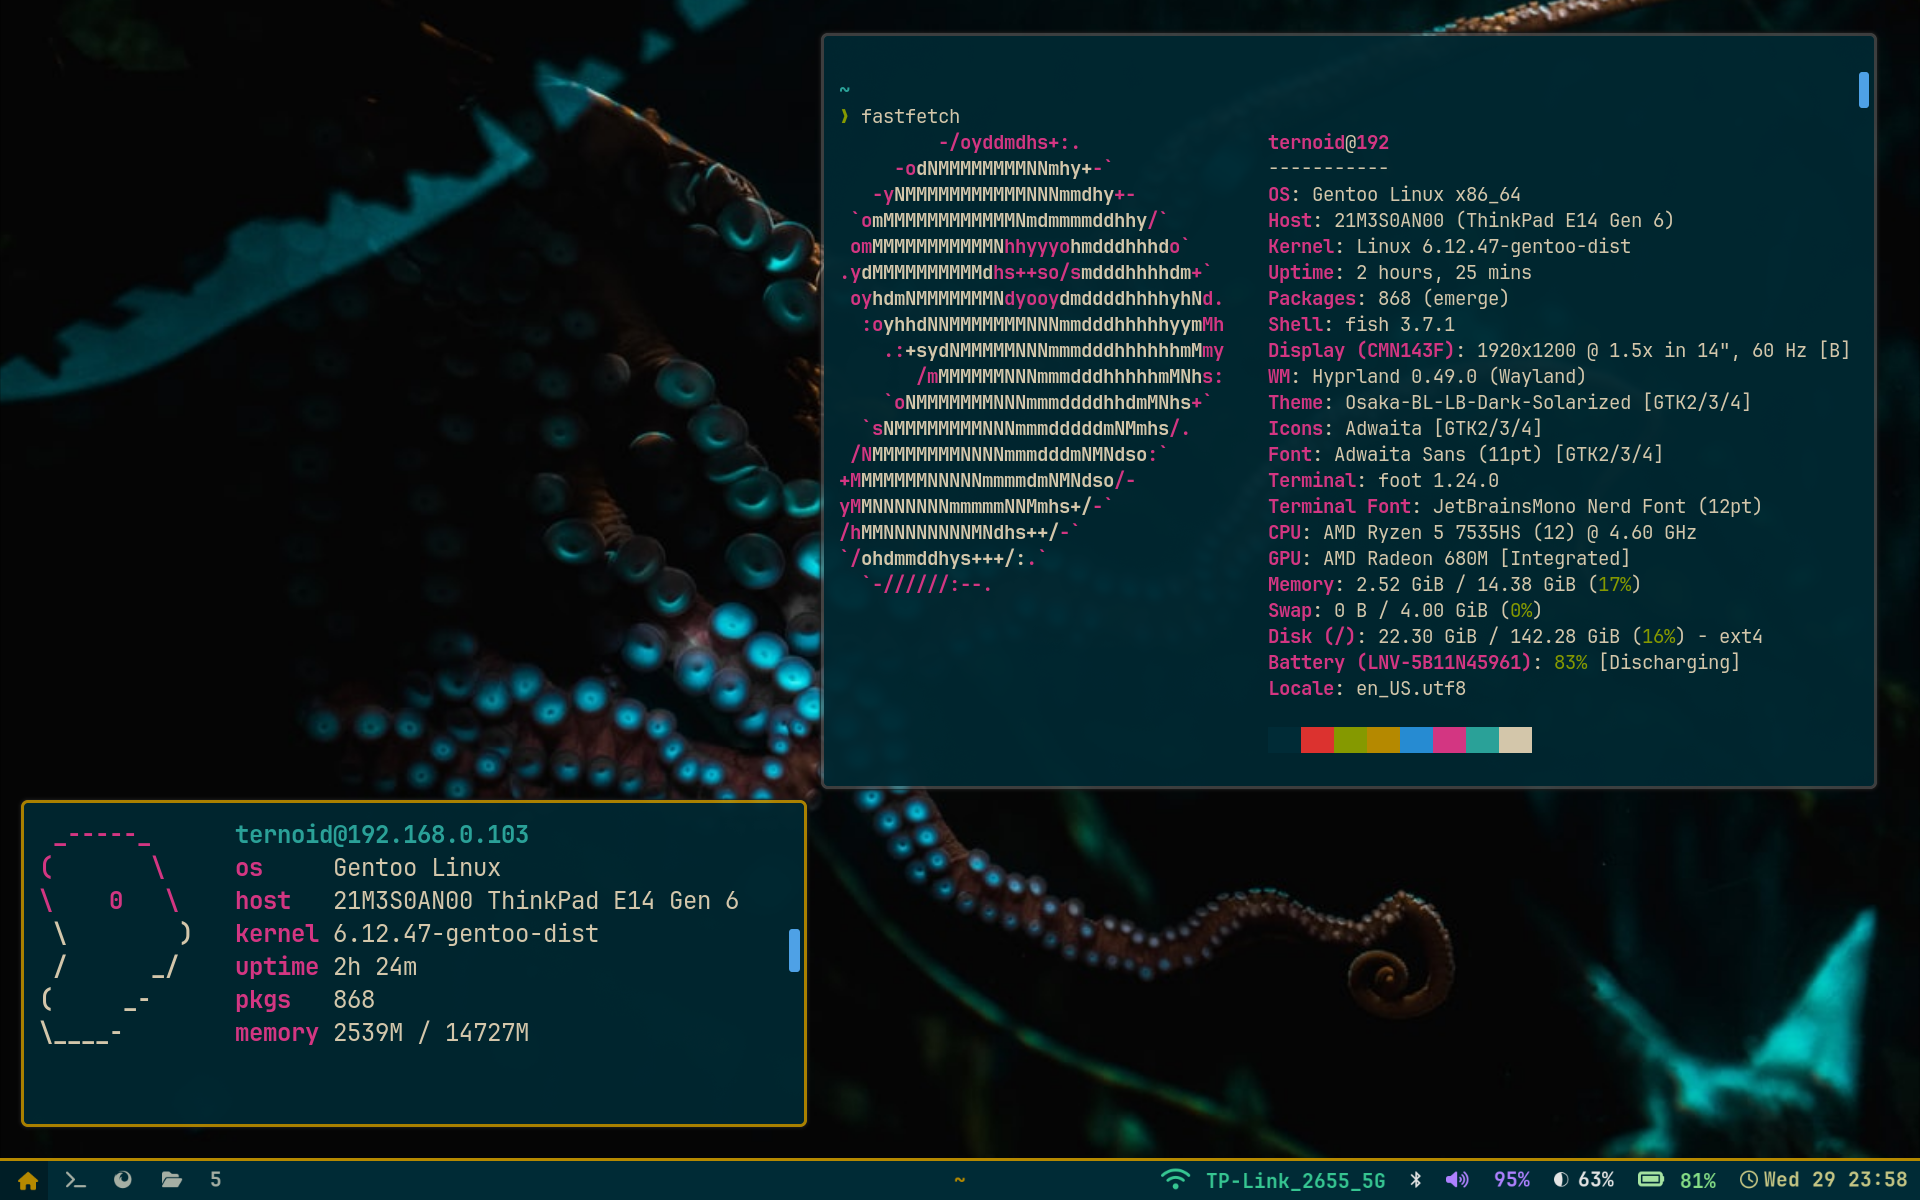 ~
❯ fastfetch
-/oyddmdhs+:.
-odNMMMMMMMMNNmhy+-`
-yNMMMMMMMMMMMNNNmmdhy+-
`omMMMMMMMMMMMMNmdmmmmddhhy/`
omMMMMMMMMMMMNhhyyyohmdddhhhdo`
.ydMMMMMMMMMMdhs++so/smdddhhhhdm+`
oyhdmNMMMMMMMNdyooydmddddhhhhyhNd.
:oyhhdNNMMMMMMMNNNmmdddhhhhhyymMh
.:+sydNMMMMMNNNmmmdddhhhhhhmMmy
/mMMMMMMNNNmmmdddhhhhhmMNhs:
`oNMMMMMMMNNNmmmddddhhdmMNhs+`
`sNMMMMMMMMNNNmmmdddddmNMmhs/.
/NMMMMMMMMNNNNmmmdddmNMNdso:`
+MMMMMMMNNNNNmmmmdmNMNdso/-
yMMNNNNNNNmmmmmNNMmhs+/-`
/hMMNNNNNNNNMNdhs++/-`
`/ohdmmddhys+++/:.`
`-//////:--.
ternoid@192
-----------
OS: Gentoo Linux x86_64
Host: 21M3S0AN00 (ThinkPad E14 Gen 6)
Kernel: Linux 6.12.47-gentoo-dist
Uptime: 2 hours, 25 mins
Packages: 868 (emerge)
Shell: fish 3.7.1
Display (CMN143F): 1920x1200 @ 1.5x in 14", 60 Hz [B]
WM: Hyprland 0.49.0 (Wayland)
Theme: Osaka-BL-LB-Dark-Solarized [GTK2/3/4]
Icons: Adwaita [GTK2/3/4]
Font: Adwaita Sans (11pt) [GTK2/3/4]
Terminal: foot 1.24.0
Terminal Font: JetBrainsMono Nerd Font (12pt)
CPU: AMD Ryzen 5 7535HS (12) @ 4.60 GHz
GPU: AMD Radeon 680M [Integrated]
Memory: 2.52 GiB / 14.38 GiB (17%)
Swap: 0 B / 4.00 GiB (0%)
Disk (/): 22.30 GiB / 142.28 GiB (16%) - ext4
Battery (LNV-5B11N45961): 83% [Discharging]
Locale: en_US.utf8
_-----_
(       \
\    0   \
\        )
/      _/
(     _-
\____-
ternoid@192.168.0.103
os Gentoo Linux
host 21M3S0AN00 ThinkPad E14 Gen 6
kernel 6.12.47-gentoo-dist
uptime 2h 24m
pkgs 868
memory 2539M / 14727M
5 ~ TP-Link_2655_5G 95% 63% 81% Wed 29 23:58